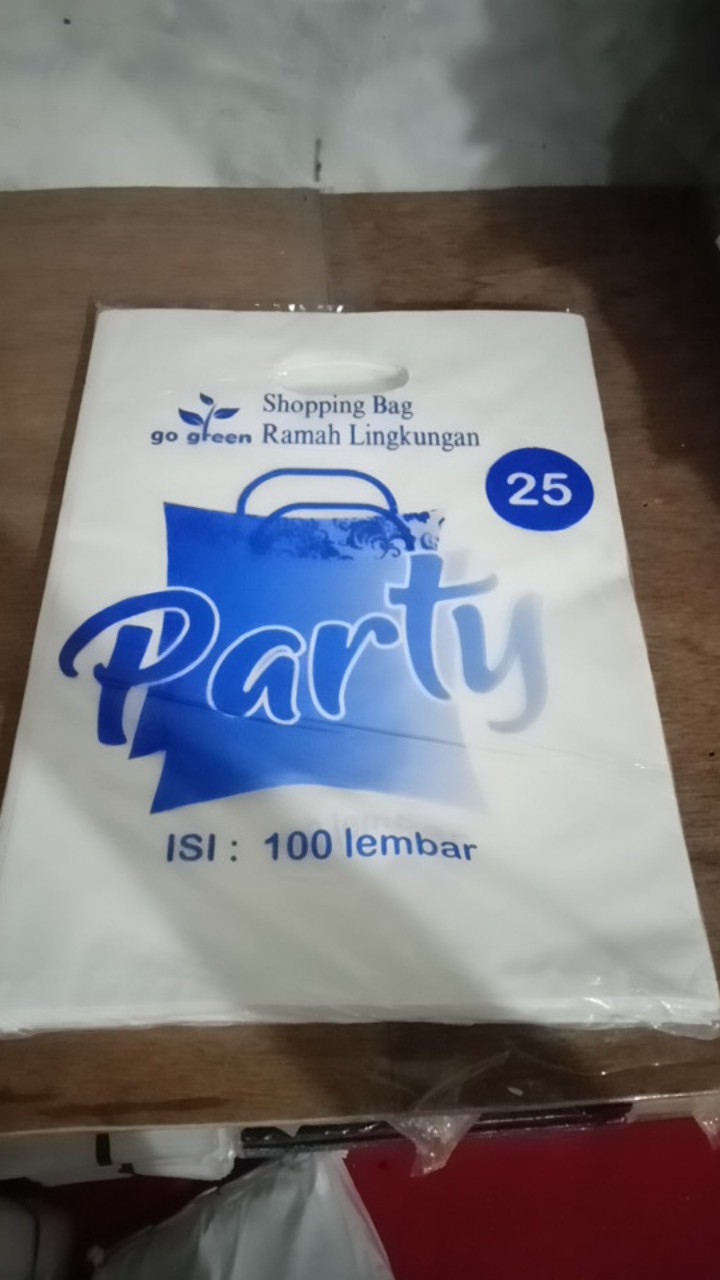 Shopping Bag
go green Ramah Lingkungan
25
Party
ISI : 100 lembar